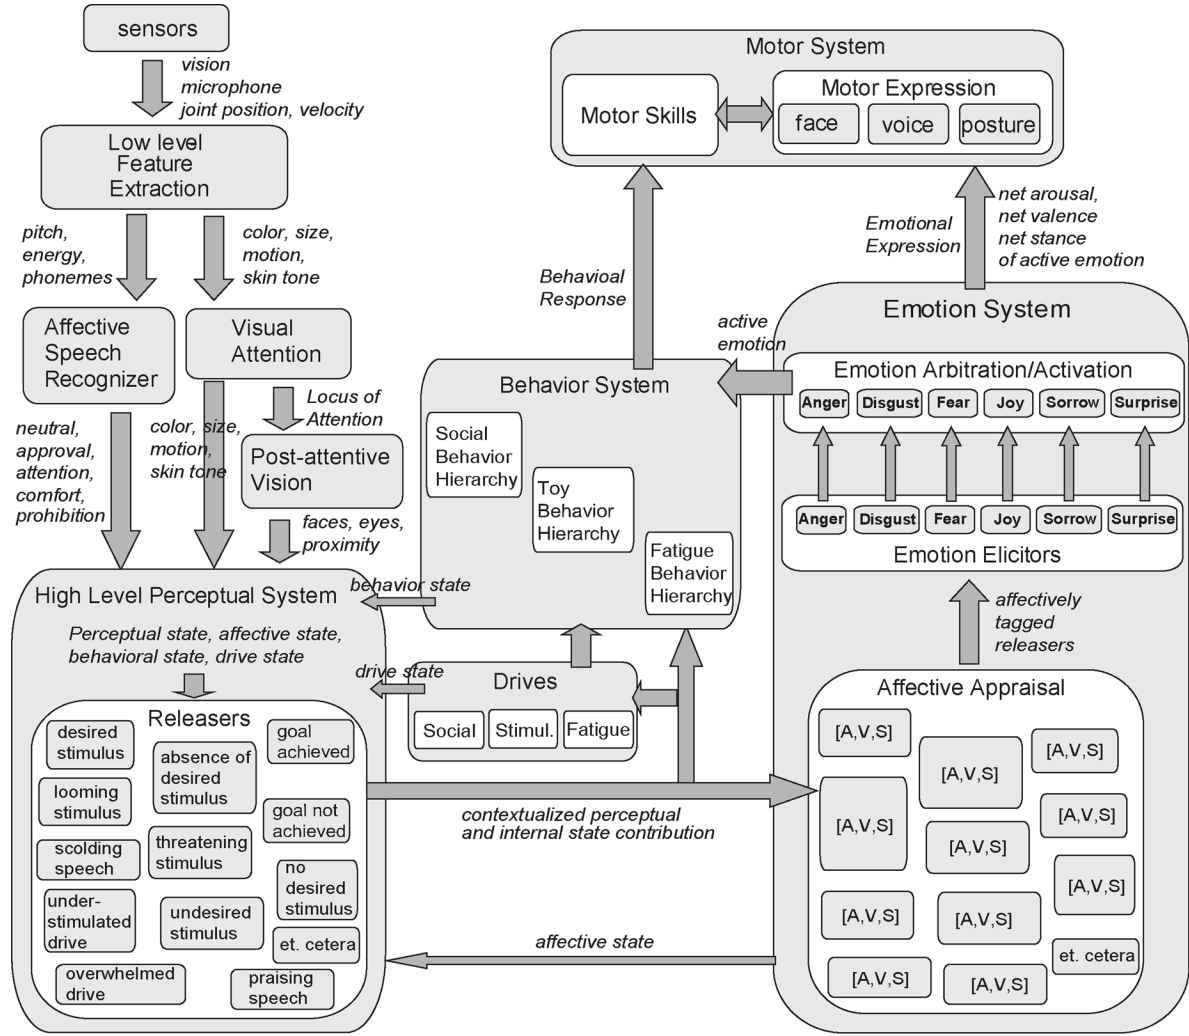 sensors
vision
microphone
joint position, velocity
Low level
Feature
Extraction
pitch,
energy,
phonemes
color, size,
motion,
skin tone
Affective
Speech
Recognizer
Visual
Attention
Locus of
Attention
neutral,
approval,
attention,
comfort,
prohibition
color, size,
motion,
skin tone
Post-attentive
Vision
faces, eyes,
proximity
High Level Perceptual System
Perceptual state, affective state,
behavioral state, drive state
Releasers
desired
stimulus
absence of
desired
stimulus
goal
achieved
looming
stimulus
goal not
achieved
scolding
speech
threatening
stimulus
no
desired
stimulus
under-
stimulated
drive
undesired
stimulus
et. cetera
overwhelmed
drive
praising
speech
Motor System
Motor Skills
Motor Expression
face
voice
posture
Behavioal
Response
Emotional
Expression
net arousal,
net valence
net stance
of active emotion
active
emotion
Behavior System
Social
Behavior
Hierarchy
Toy
Behavior
Hierarchy
Fatigue
Behavior
Hierarchy
behavior state
drive state
Drives
Social
Stimul.
Fatigue
contextualized perceptual
and internal state contribution
affective state
Emotion System
Emotion Arbitration/Activation
Anger
Disgust
Fear
Joy
Sorrow
Surprise
Anger
Disgust
Fear
Joy
Sorrow
Surprise
Emotion Elicitors
affectively
tagged
releasers
Affective Appraisal
[A,V,S]
[A,V,S]
[A,V,S]
[A,V,S]
[A,V,S]
[A,V,S]
[A,V,S]
[A,V,S]
[A,V,S]
et. cetera
[A,V,S]
[A,V,S]